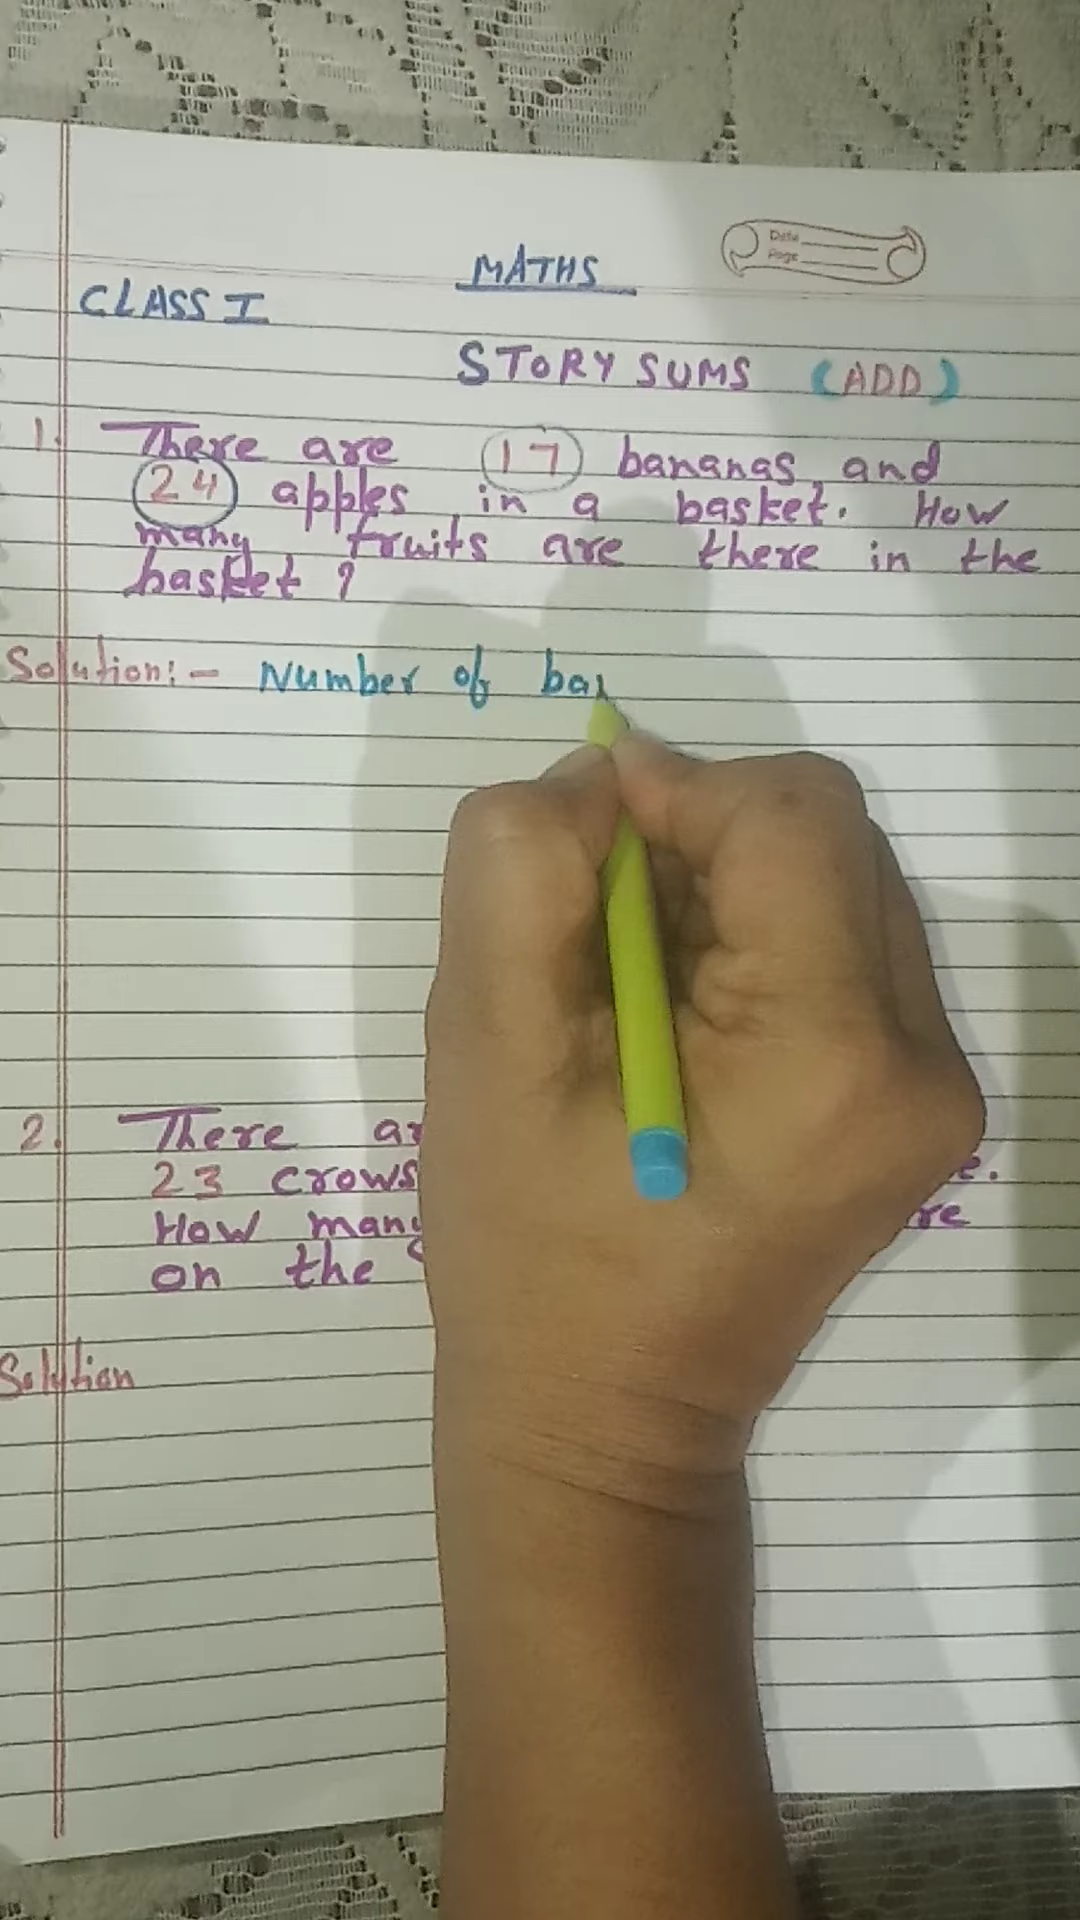 MATHS
Date
Page
CLASS I
STORY SUMS (ADD)
1. There are 17 bananas and
24 apples in a basket. How
many fruits are there in the
basket ?
Solution:- Number of ba
2. There
23 crows
How many
on the
Solution